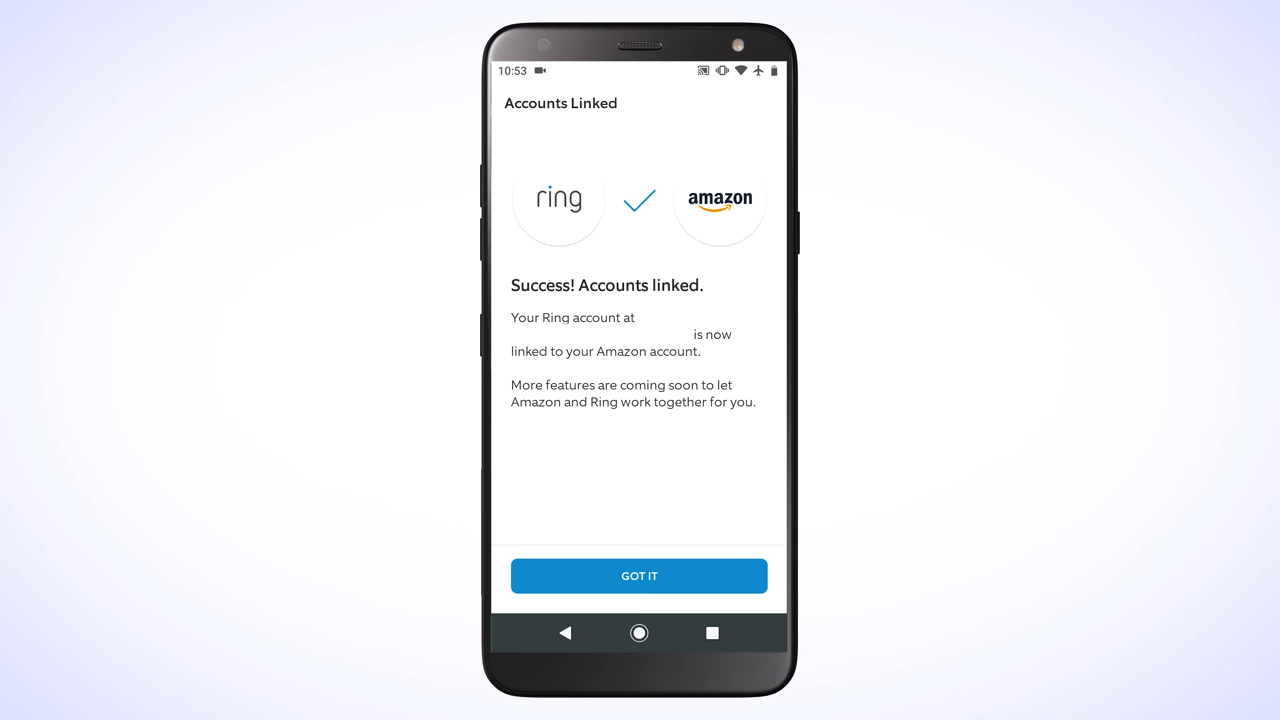 10:53
Accounts Linked
ring
amazon
Success! Accounts linked.
Your Ring account at
is now
linked to your Amazon account.
More features are coming soon to let
Amazon and Ring work together for you.
GOT IT